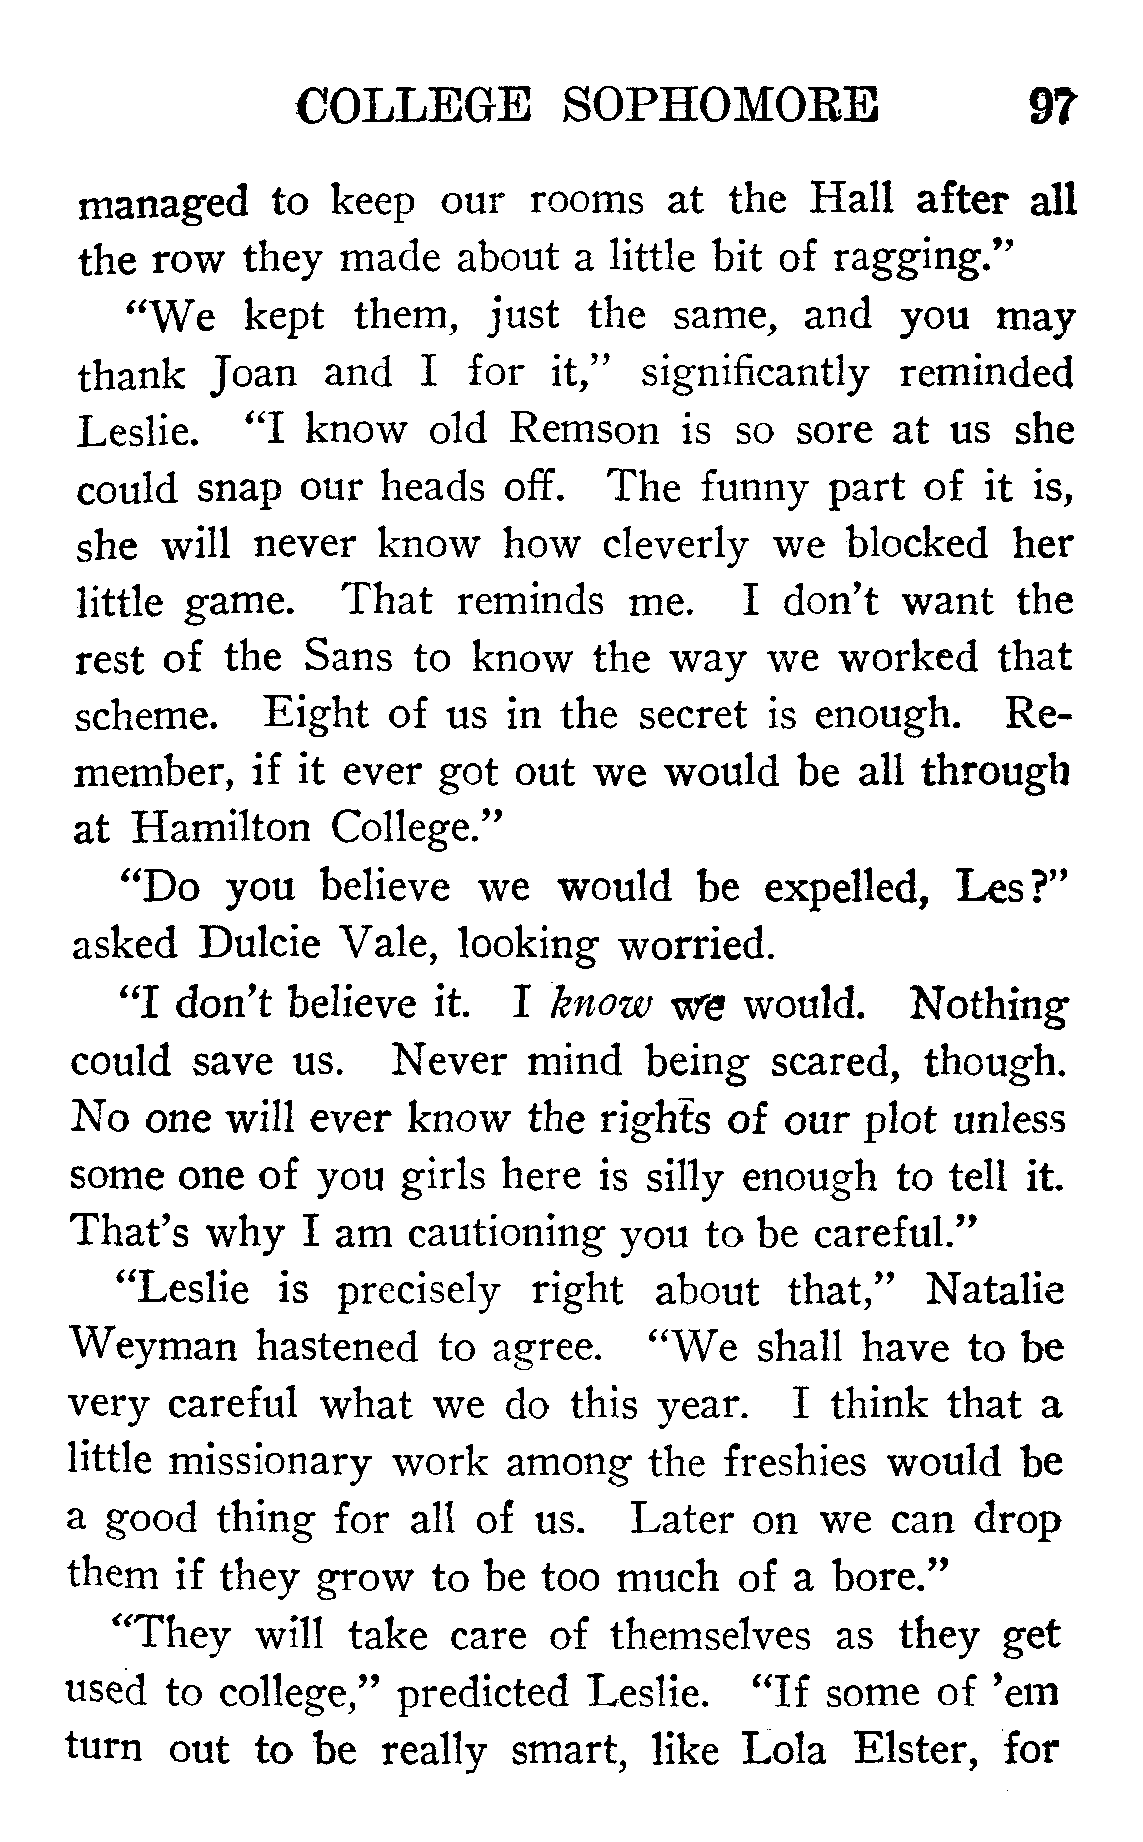 COLLEGE SOPHOMORE 97
managed to keep our rooms at the Hall after all
the row they made about a little bit of ragging.”
“We kept them, just the same, and you may
thank Joan and I for it,” significantly reminded
Leslie. “I know old Remson is so sore at us she
could snap our heads off. The funny part of it is,
she will never know how cleverly we blocked her
little game. That reminds me. I don’t want the
rest of the Sans to know the way we worked that
scheme. Eight of us in the secret is enough. Re-
member, if it ever got out we would be all through
at Hamilton College.”
“Do you believe we would be expelled, Les?”
asked Dulcie Vale, looking worried.
“I don’t believe it. I know we would. Nothing
could save us. Never mind being scared, though.
No one will ever know the rights of our plot unless
some one of you girls here is silly enough to tell it.
That’s why I am cautioning you to be careful.”
“Leslie is precisely right about that,” Natalie
Weyman hastened to agree. “We shall have to be
very careful what we do this year. I think that a
little missionary work among the freshies would be
a good thing for all of us. Later on we can drop
them if they grow to be too much of a bore.”
“They will take care of themselves as they get
used to college,” predicted Leslie. “If some of ’em
turn out to be really smart, like Lola Elster, for